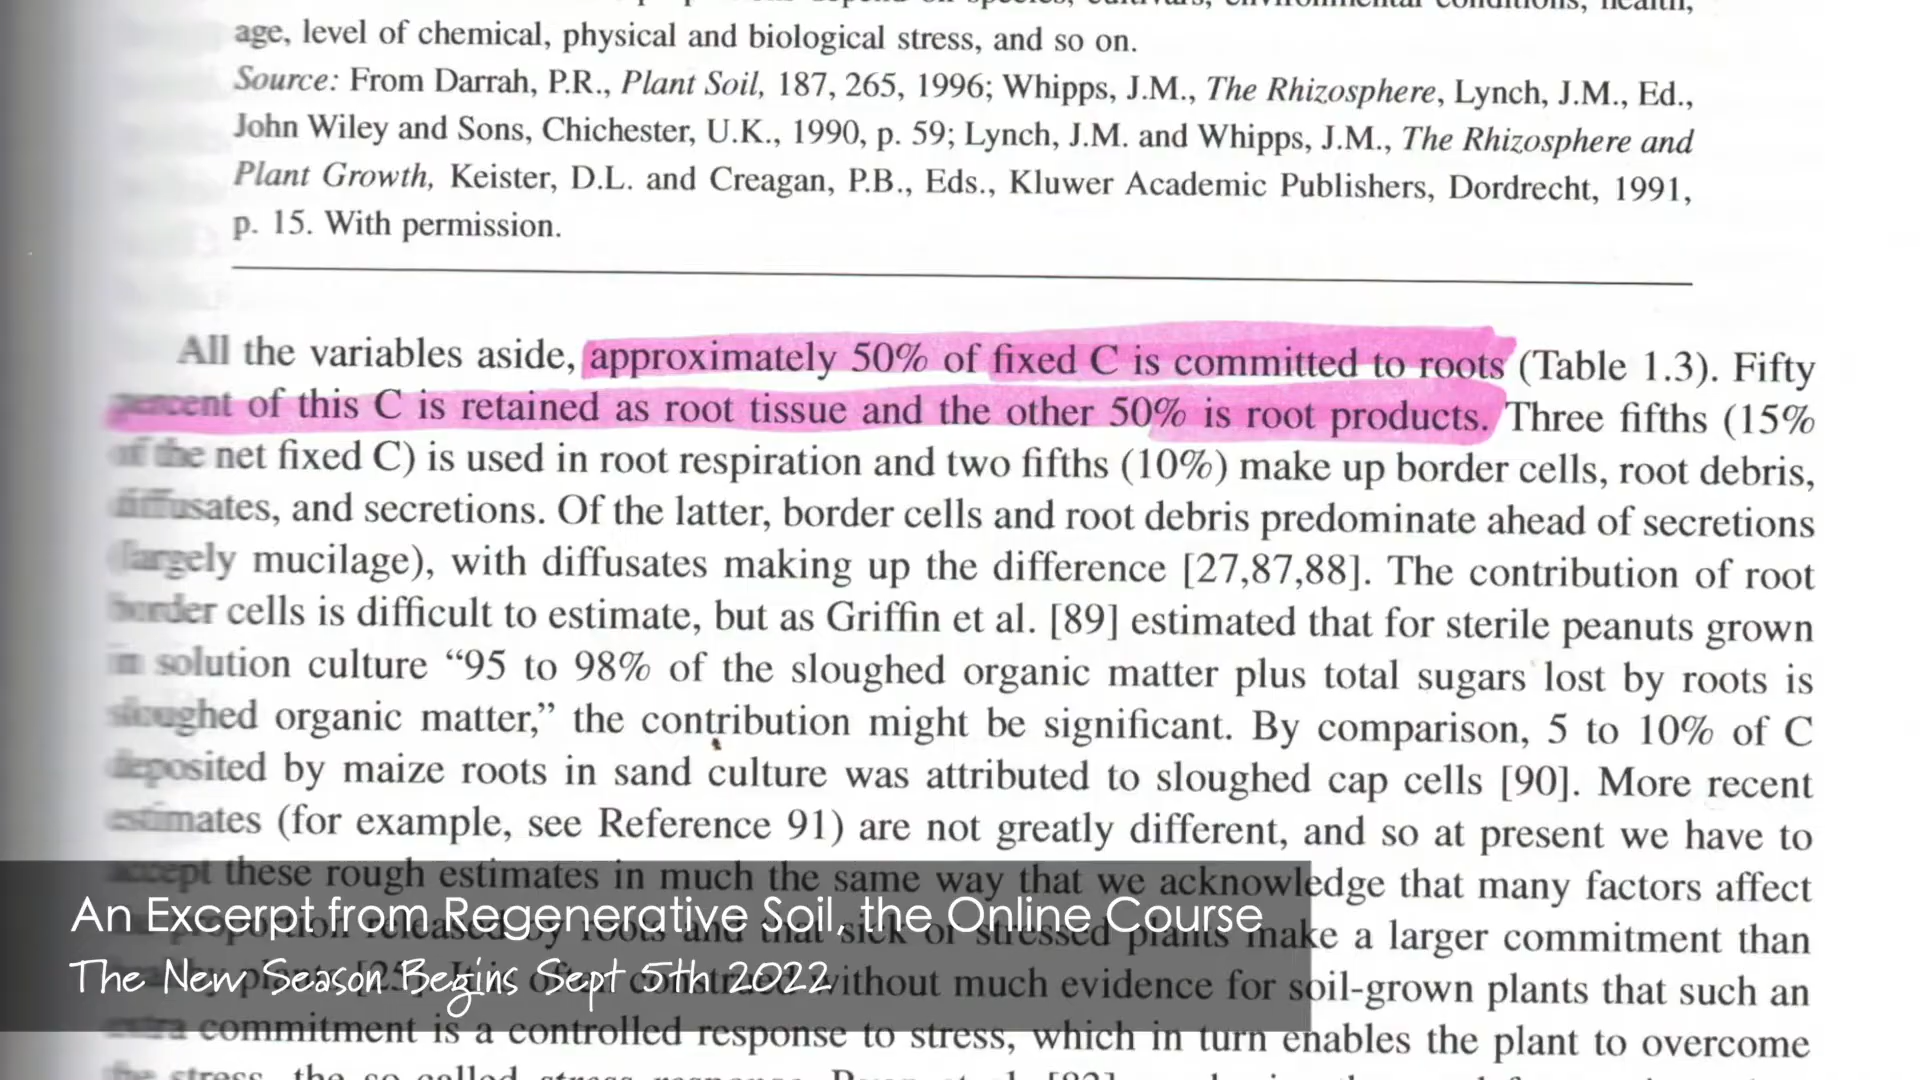 age, level of chemical, physical and biological stress, and so on.
Source: From Darrah, P.R., Plant Soil, 187, 265, 1996; Whipps, J.M., The Rhizosphere, Lynch, J.M., Ed.,
John Wiley and Sons, Chichester, U.K., 1990, p. 59; Lynch, J.M. and Whipps, J.M., The Rhizosphere and
Plant Growth, Keister, D.L. and Creagan, P.B., Eds., Kluwer Academic Publishers, Dordrecht, 1991,
p. 15. With permission.
All the variables aside, approximately 50% of fixed C is committed to roots (Table 1.3). Fifty
percent of this C is retained as root tissue and the other 50% is root products. Three fifths (15%
of the net fixed C) is used in root respiration and two fifths (10%) make up border cells, root debris,
diffusates, and secretions. Of the latter, border cells and root debris predominate ahead of secretions
(largely mucilage), with diffusates making up the difference [27,87,88]. The contribution of root
border cells is difficult to estimate, but as Griffin et al. [89] estimated that for sterile peanuts grown
in solution culture “95 to 98% of the sloughed organic matter plus total sugars lost by roots is
sloughed organic matter,” the contribution might be significant. By comparison, 5 to 10% of C
deposited by maize roots in sand culture was attributed to sloughed cap cells [90]. More recent
estimates (for example, see Reference 91) are not greatly different, and so at present we have to
accept these rough estimates in much the same way that we acknowledge that many factors affect
An Excerpt from Regenerative Soil, the Online Course
proportion released by roots and that sick or stressed plants make a larger commitment than
The New Season Begins Sept 5th 2022
plants without much evidence for soil-grown plants that such an
extra commitment is a controlled response to stress, which in turn enables the plant to overcome